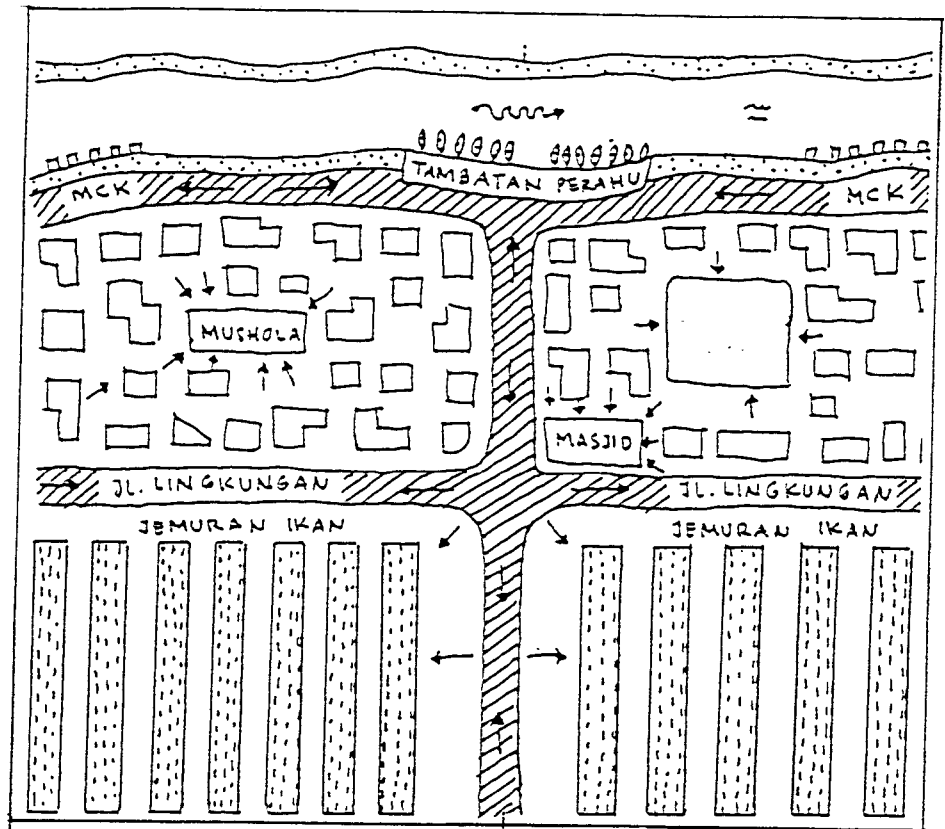 TAMBATAN PERAHU
MCK
MCK
MUSHOLA
MASJID
JL. LINGKUNGAN
JL. LINGKUNGAN
JEMURAN IKAN
JEMURAN IKAN